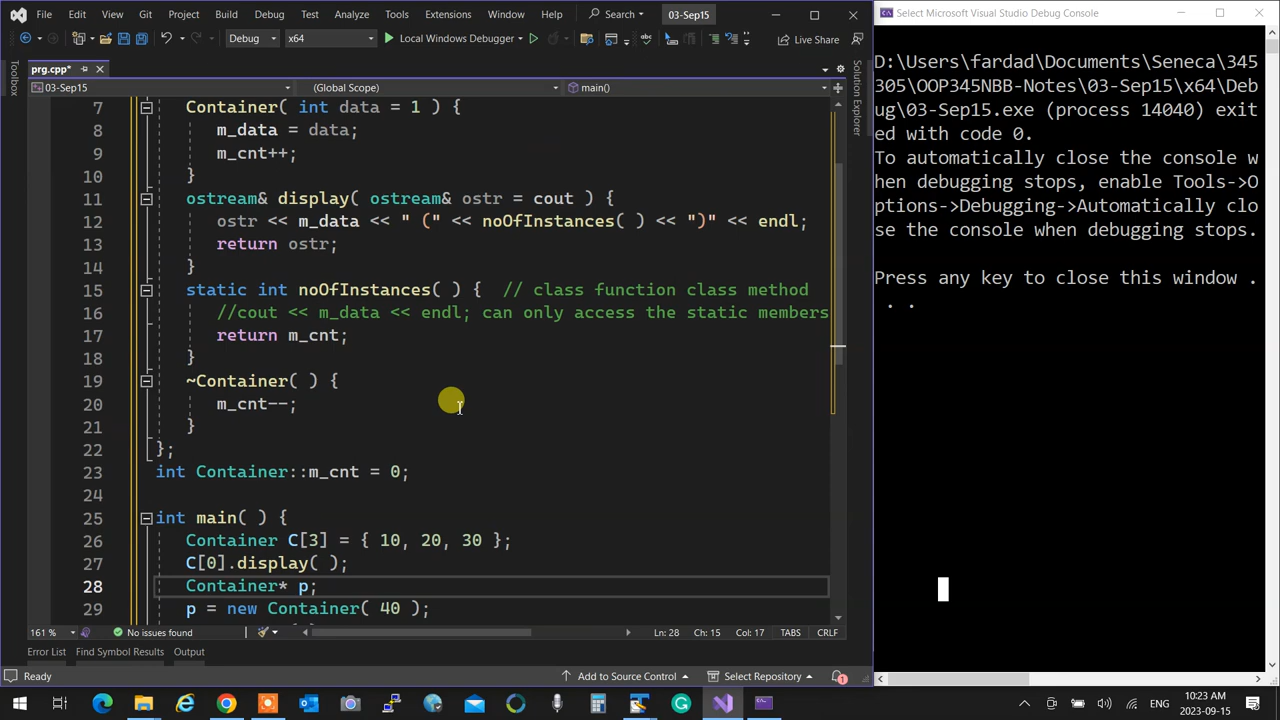 File Edit View Git Project Build Debug Test Analyze Tools Extensions Window Help Search 03-Sep15
Debug x64 Local Windows Debugger Live Share
prg.cpp*
03-Sep15 (Global Scope) main()
Toolbox
7 Container( int data = 1 ) {
8 m_data = data;
9 m_cnt++;
10 }
11 ostream& display( ostream& ostr = cout ) {
12 ostr << m_data << " (" << noOfInstances( ) << ")" << endl;
13 return ostr;
14 }
15 static int noOfInstances( ) { // class function class method
16 //cout << m_data << endl; can only access the static members
17 return m_cnt;
18 }
19 ~Container( ) {
20 m_cnt--;
21 }
22 };
23 int Container::m_cnt = 0;
24
25 int main( ) {
26 Container C[3] = { 10, 20, 30 };
27 C[0].display( );
28 Container* p;
29 p = new Container( 40 );
Solution Explorer
161 % No issues found Ln: 28 Ch: 15 Col: 17 TABS CRLF
Error List Find Symbol Results Output
Ready Add to Source Control Select Repository 1
Select Microsoft Visual Studio Debug Console
D:\Users\fardad\Documents\Seneca\345
305\OOP345NBB-Notes\03-Sep15\x64\Deb
ug\03-Sep15.exe (process 14040) exit
ed with code 0.
To automatically close the console w
hen debugging stops, enable Tools->O
ptions->Debugging->Automatically clo
se the console when debugging stops.
Press any key to close this window .
. .
ENG 10:23 AM
2023-09-15